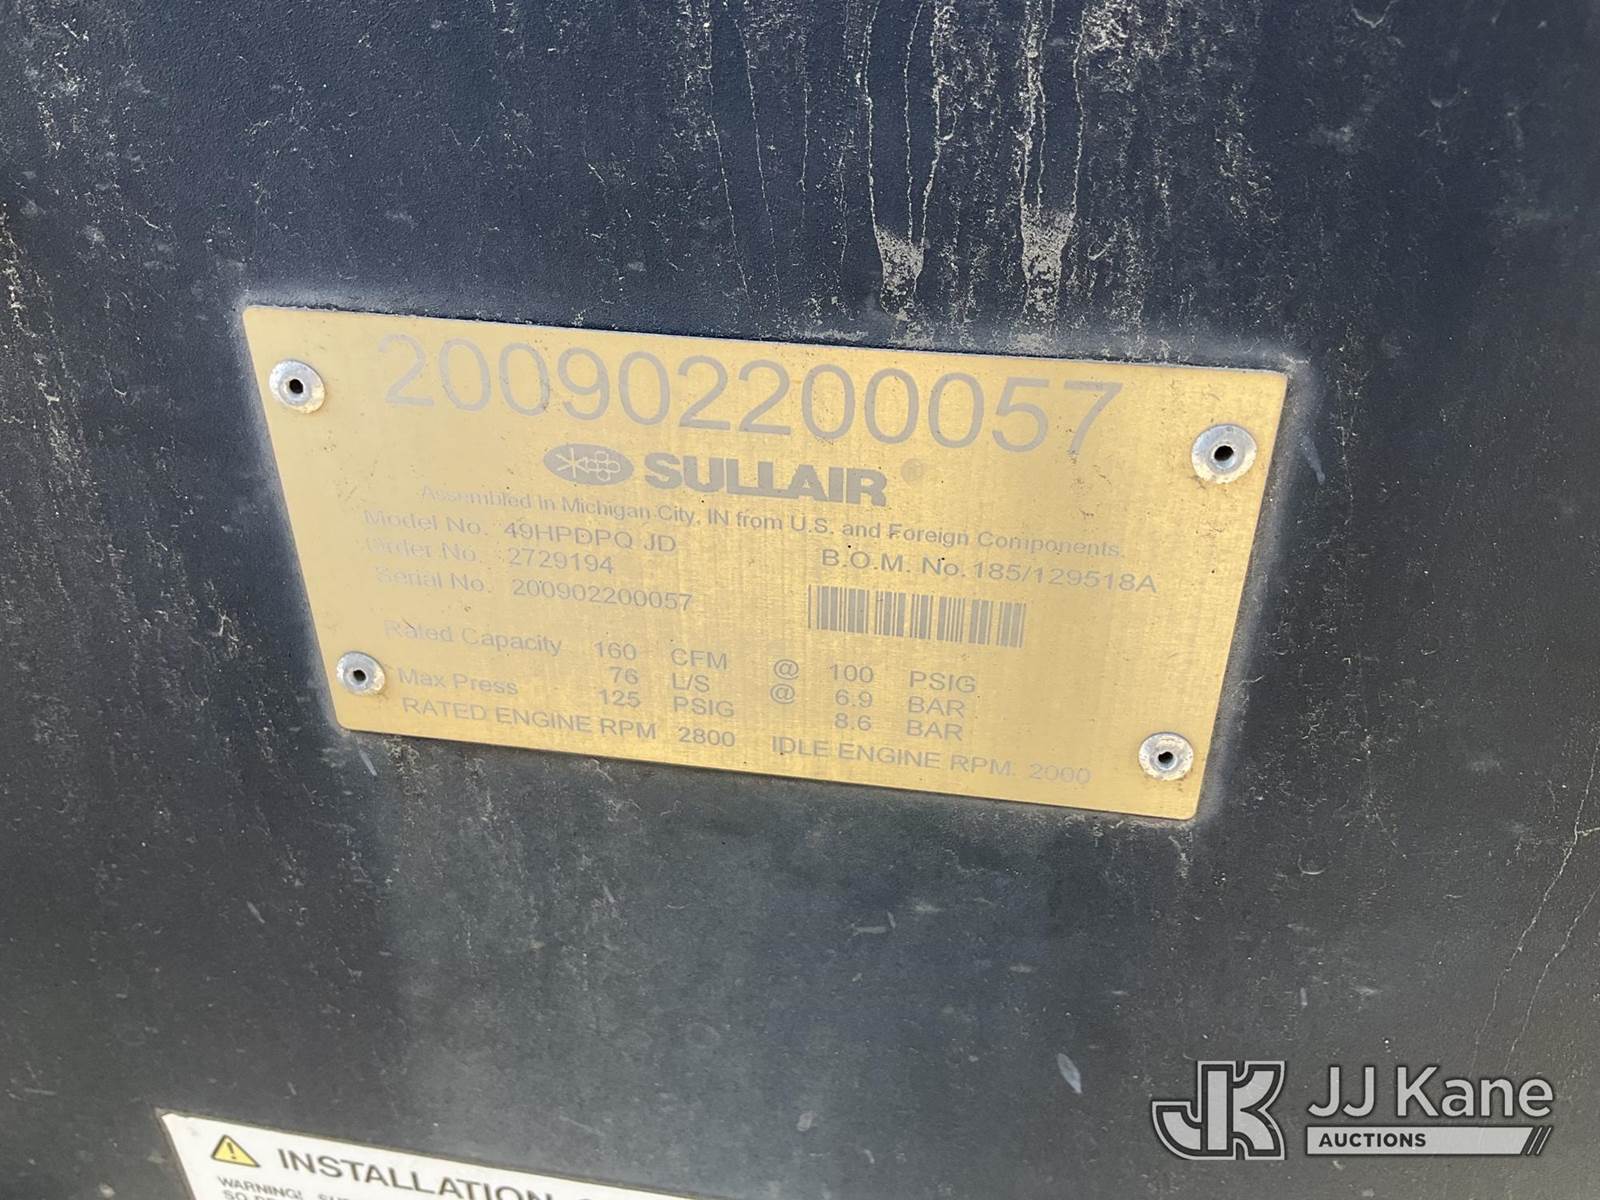 200902200057
SULLAIR
Assembled In Michigan City, IN from U.S. and Foreign Components.
Model No. 49HPDPQ JD
Order No. 2729194 B.O.M. No. 185/129518A
Serial No. 200902200057
Rated Capacity 160 CFM @ 100 PSIG
76 L/S @ 6.9 BAR
Max Press 125 PSIG 8.6 BAR
RATED ENGINE RPM 2800 IDLE ENGINE RPM: 2000
INSTALLATION
WARNING!
JK JJ Kane
AUCTIONS